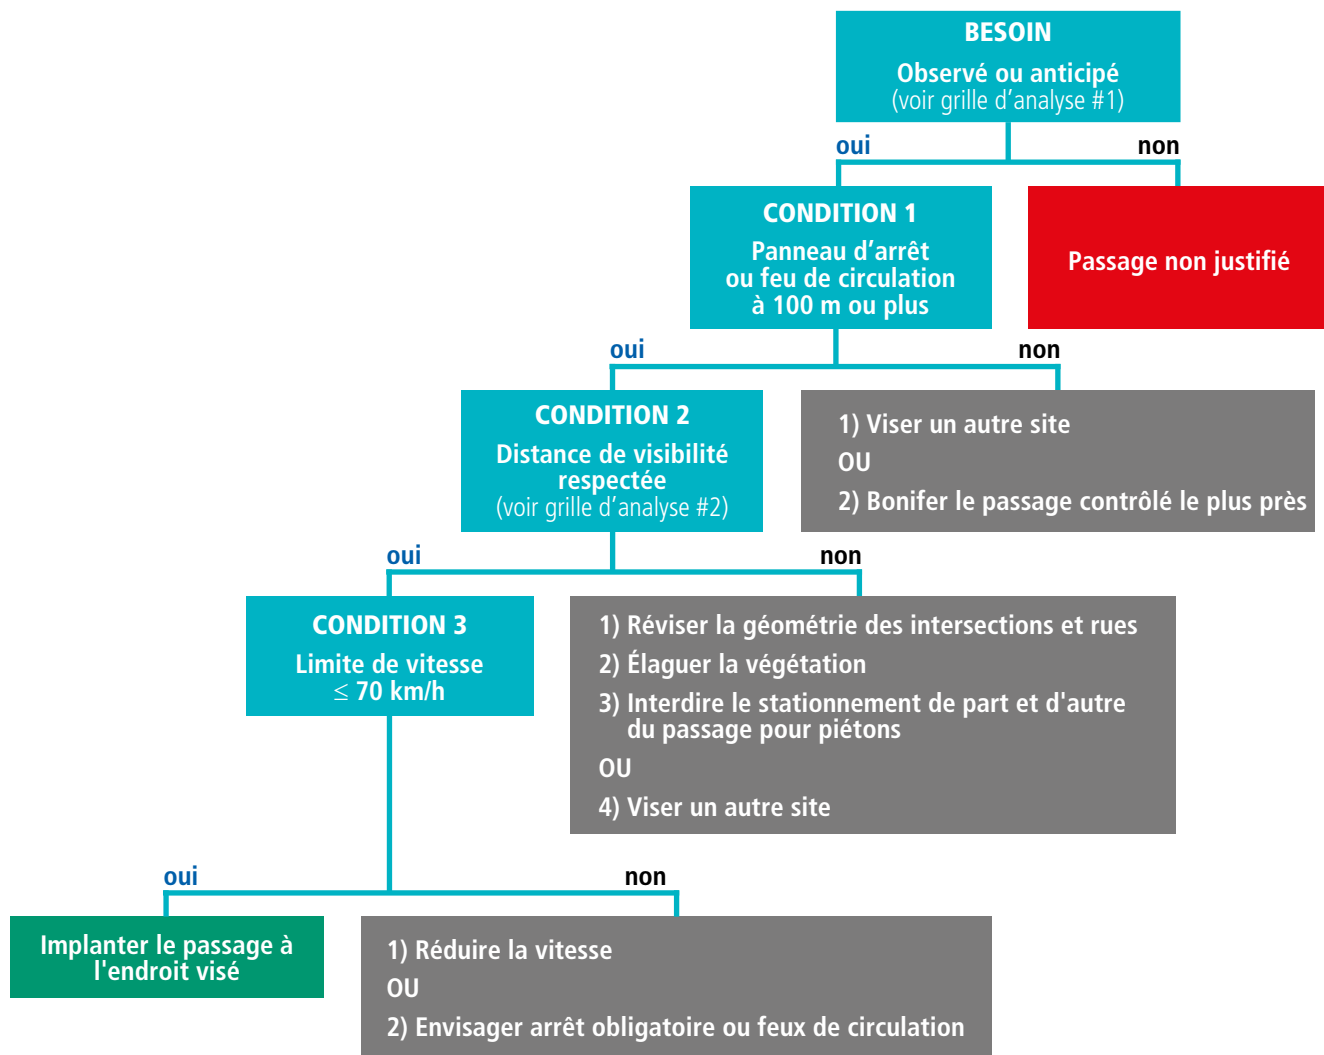 BESOIN
Observé ou anticipé
(voir grille d’analyse #1)
oui
non
CONDITION 1
Panneau d’arrêt
ou feu de circulation
à 100 m ou plus
Passage non justifié
oui
non
CONDITION 2
Distance de visibilité
respectée
(voir grille d’analyse #2)
1) Viser un autre site
OU
2) Bonifer le passage contrôlé le plus près
oui
non
CONDITION 3
Limite de vitesse
≤ 70 km/h
1) Réviser la géométrie des intersections et rues
2) Élaguer la végétation
3) Interdire le stationnement de part et d'autre
du passage pour piétons
OU
4) Viser un autre site
oui
non
Implanter le passage à
l'endroit visé
1) Réduire la vitesse
OU
2) Envisager arrêt obligatoire ou feux de circulation